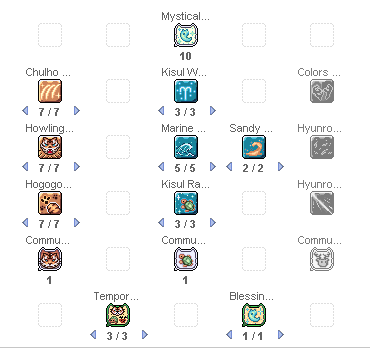 Mystical...
10
Chulho ... Kisul W... Colors ...
7 / 7 3 / 3
Howling... Marine ... Sandy ... Hyunro...
7 / 7 5 / 5 2 / 2
Hogogo... Kisul Ra... Hyunro...
7 / 7 3 / 3
Commu... Commu... Commu...
1 1
Tempor... Blessin...
3 / 3 1 / 1